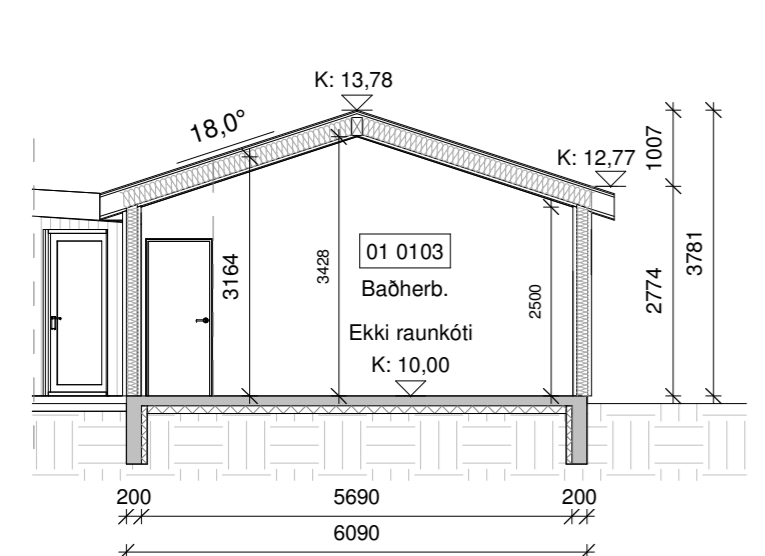 K: 13,78
18,0°
K: 12,77
1007
3164
3428
01 0103
Baðherb.
2500
2774
3781
Ekki raunkóti
K: 10,00
200
5690
200
6090